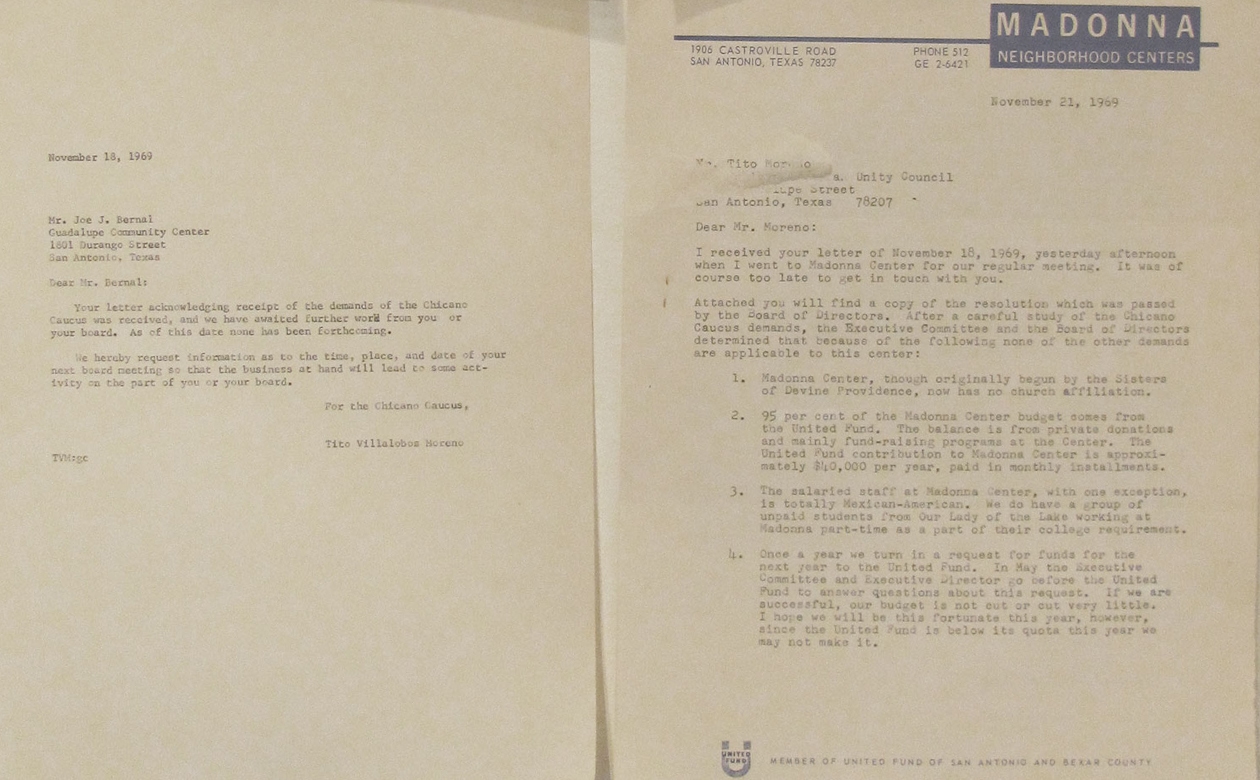 November 18, 1969
Mr. Joe J. Bernal
Guadalupe Community Center
1801 Durango Street
San Antonio, Texas
Dear Mr. Bernal:
Your letter acknowledging receipt of the demands of the Chicano
Caucus was received, and we have awaited further word from you or
your board. As of this date none has been forthcoming.
We hereby request information as to the time, place, and date of your
next board meeting so that the business at hand will lead to some act-
ivity on the part of you or your board.
For the Chicano Caucus,
Tito Villalobos Moreno
TVM:gc
MADONNA
NEIGHBORHOOD CENTERS
1906 CASTROVILLE ROAD PHONE 512
SAN ANTONIO, TEXAS 78237 GE 2-6421
November 21, 1969
Mr. Tito Moreno
Unity Council
Street
San Antonio, Texas 78207
Dear Mr. Moreno:
I received your letter of November 18, 1969, yesterday afternoon
when I went to Madonna Center for our regular meeting. It was of
course too late to get in touch with you.
Attached you will find a copy of the resolution which was passed
by the Board of Directors. After a careful study of the Chicano
Caucus demands, the Executive Committee and the Board of Directors
determined that because of the following none of the other demands
are applicable to this center:
1. Madonna Center, though originally begun by the Sisters
of Devine Providence, now has no church affiliation.
2. 95 per cent of the Madonna Center budget comes from
the United Fund. The balance is from private donations
and mainly fund-raising programs at the Center. The
United Fund contribution to Madonna Center is approxi-
mately $40,000 per year, paid in monthly installments.
3. The salaried staff at Madonna Center, with one exception,
is totally Mexican-American. We do have a group of
unpaid students from Our Lady of the Lake working at
Madonna part-time as a part of their college requirement.
4. Once a year we turn in a request for funds for the
next year to the United Fund. In May the Executive
Committee and Executive Director go before the United
Fund to answer questions about this request. If we are
successful, our budget is not cut or cut very little.
I hope we will be this fortunate this year, however,
since the United Fund is below its quota this year we
may not make it.
UNITED
FUND
MEMBER OF UNITED FUND OF SAN ANTONIO AND BEXAR COUNTY